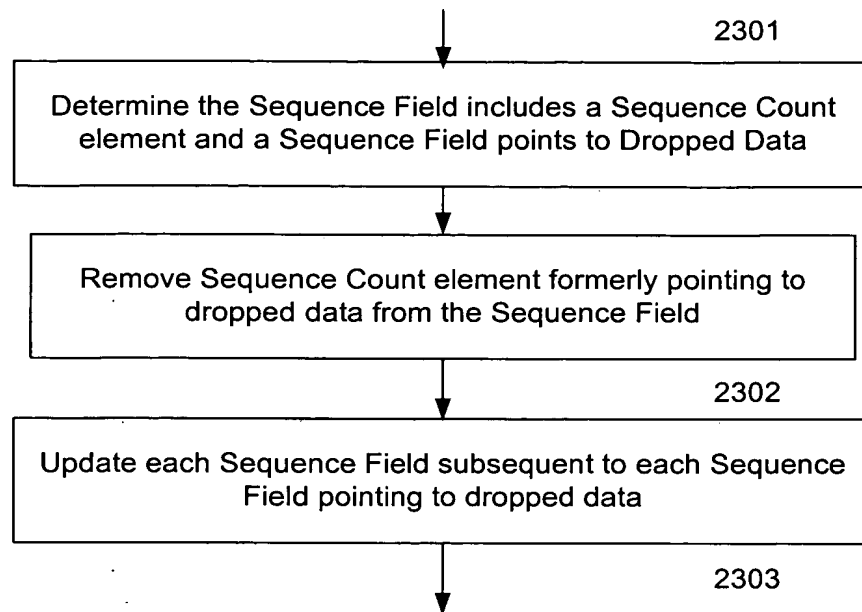 2301
Determine the Sequence Field includes a Sequence Count
element and a Sequence Field points to Dropped Data
Remove Sequence Count element formerly pointing to
dropped data from the Sequence Field
2302
Update each Sequence Field subsequent to each Sequence
Field pointing to dropped data
2303